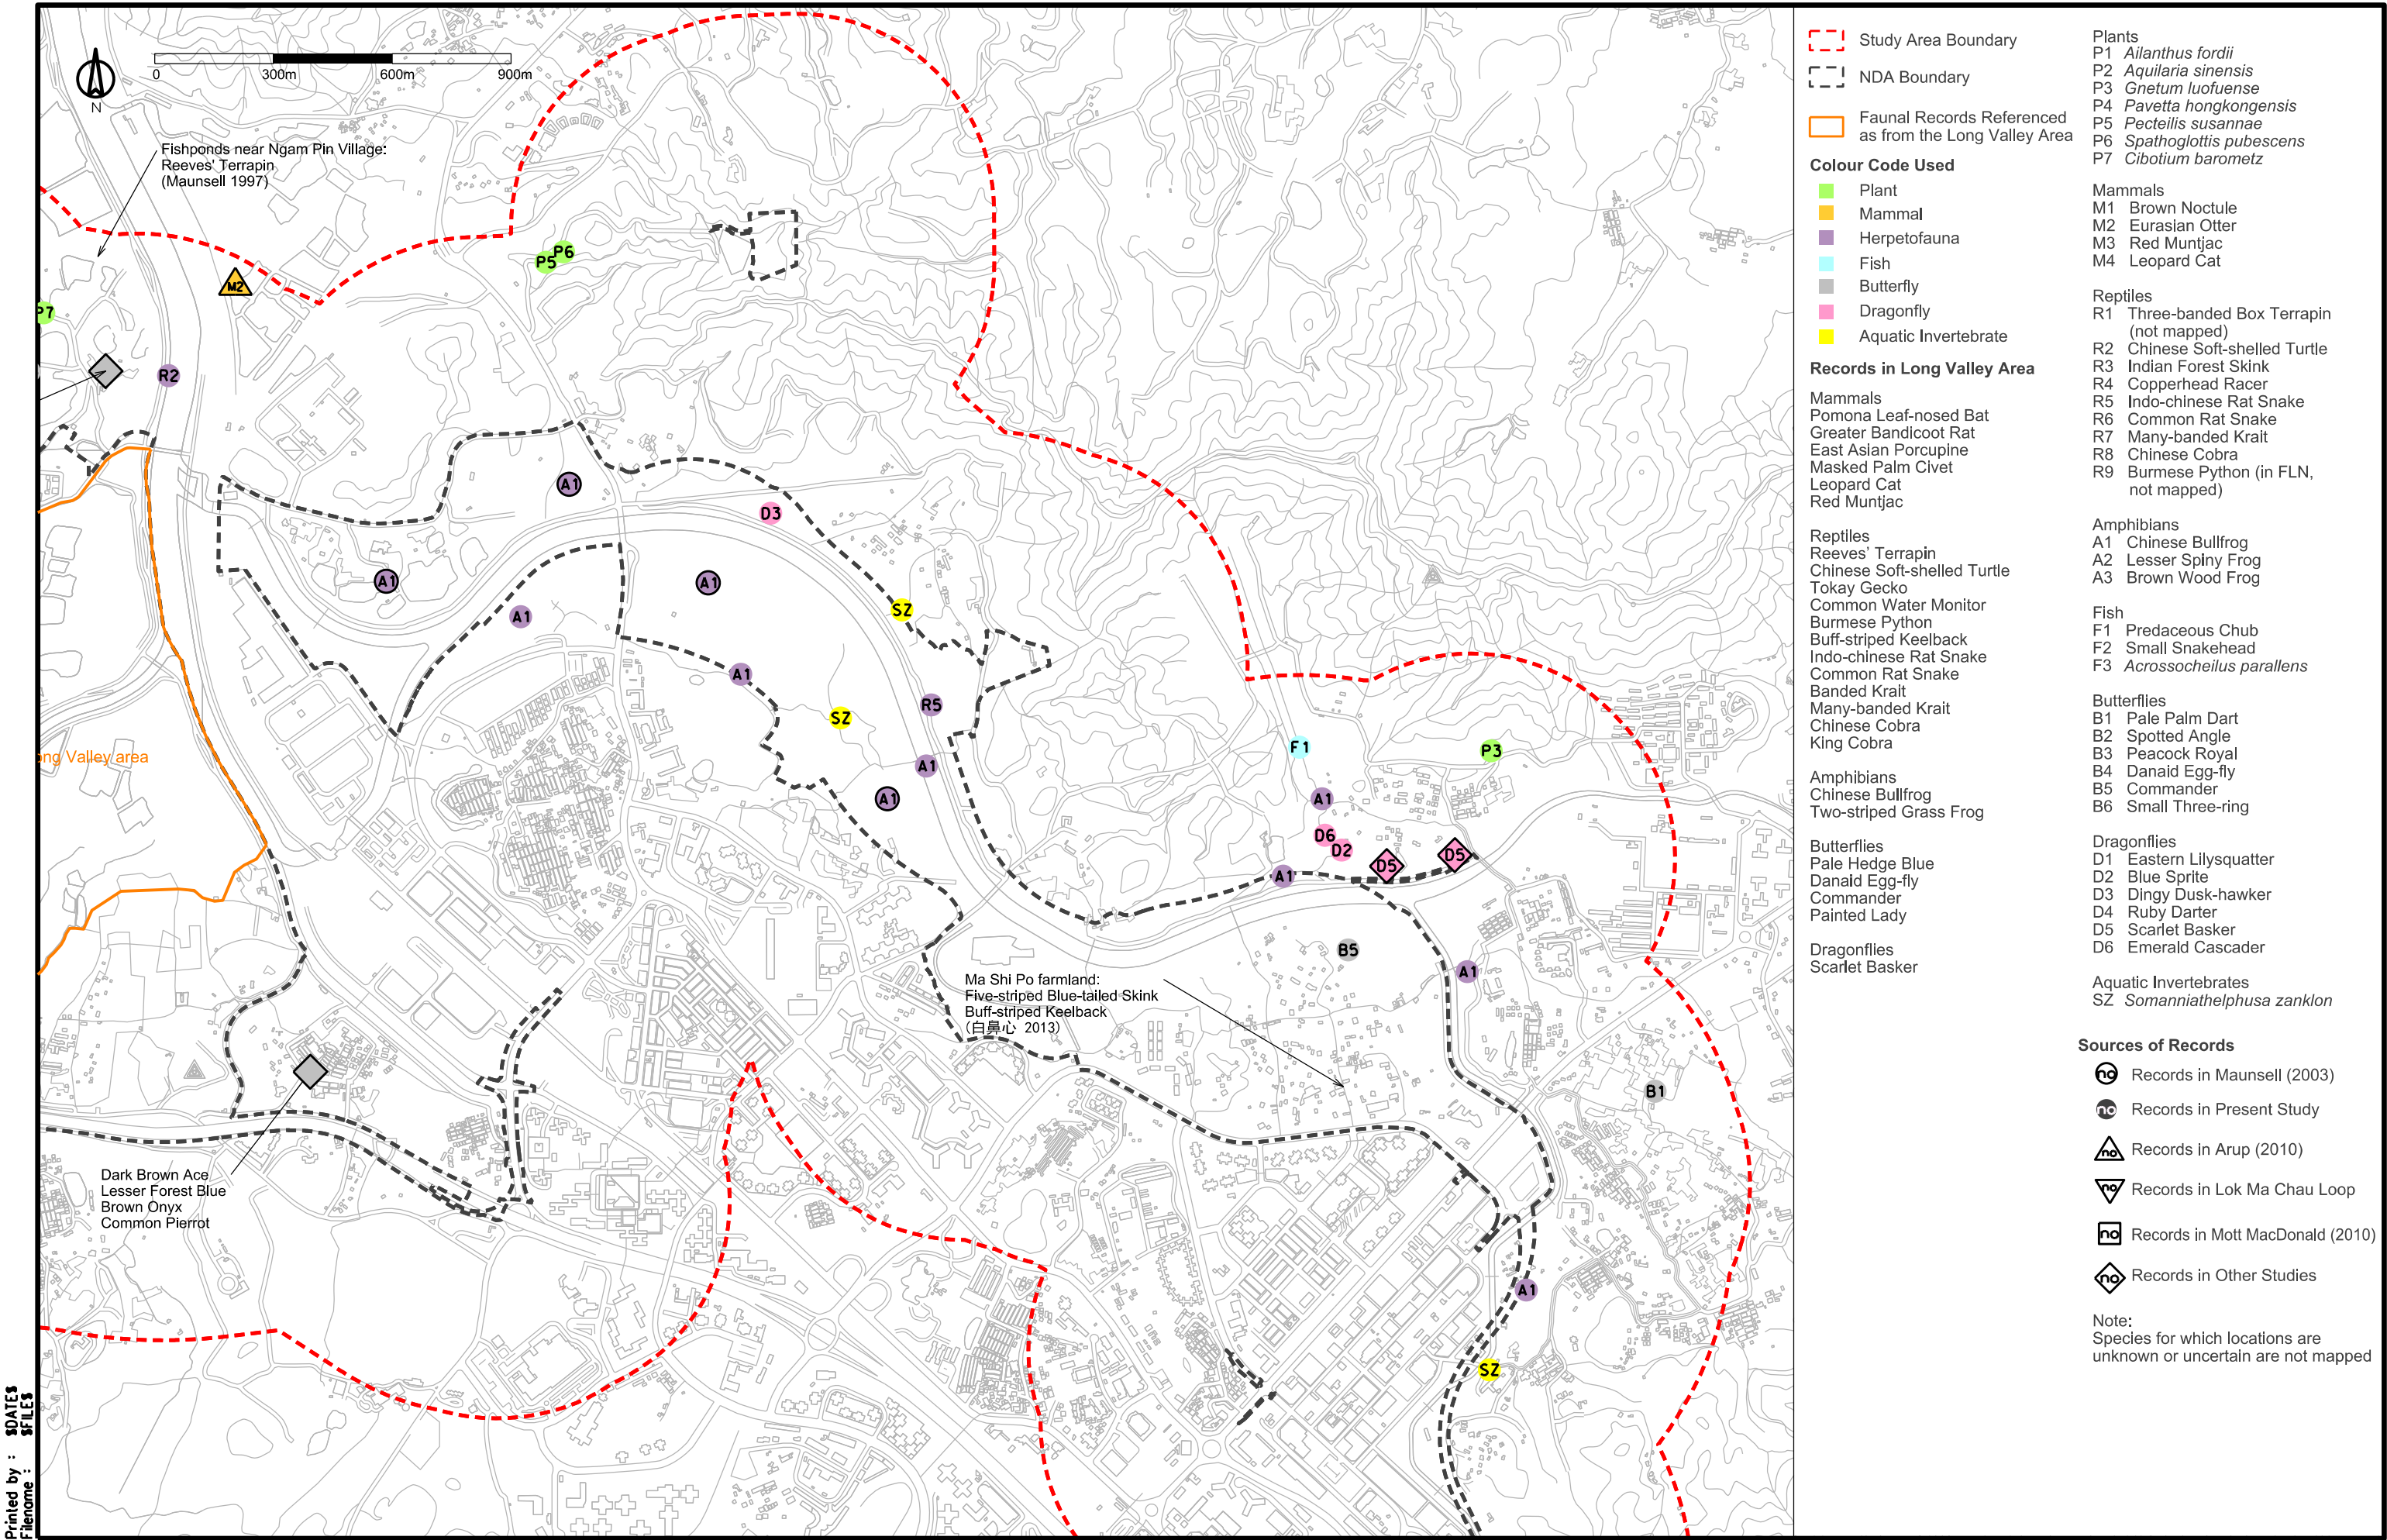 0 300m 600m 900m
N
Fishponds near Ngam Pin Village:
Reeves' Terrapin
(Maunsell 1997)
P6
P5
M2
P7
R2
A1
D3
A1
A1
SZ
A1
A1
R5
SZ
F1
P3
ong Valley area
A1
A1
A1
D6
D2
D5
D5
A1
B5
A1
Ma Shi Po farmland:
Five-striped Blue-tailed Skink
Buff-striped Keelback
(白鼻心 2013)
B1
Dark Brown Ace
Lesser Forest Blue
Brown Onyx
Common Pierrot
A1
SZ
Study Area Boundary
NDA Boundary
Faunal Records Referenced
as from the Long Valley Area
Colour Code Used
Plant
Mammal
Herpetofauna
Fish
Butterfly
Dragonfly
Aquatic Invertebrate
Records in Long Valley Area
Mammals
Pomona Leaf-nosed Bat
Greater Bandicoot Rat
East Asian Porcupine
Masked Palm Civet
Leopard Cat
Red Muntjac
Reptiles
Reeves' Terrapin
Chinese Soft-shelled Turtle
Tokay Gecko
Common Water Monitor
Burmese Python
Buff-striped Keelback
Indo-chinese Rat Snake
Common Rat Snake
Banded Krait
Many-banded Krait
Chinese Cobra
King Cobra
Amphibians
Chinese Bullfrog
Two-striped Grass Frog
Butterflies
Pale Hedge Blue
Danaid Egg-fly
Commander
Painted Lady
Dragonflies
Scarlet Basker
Plants
P1 Ailanthus fordii
P2 Aquilaria sinensis
P3 Gnetum luofuense
P4 Pavetta hongkongensis
P5 Pecteilis susannae
P6 Spathoglottis pubescens
P7 Cibotium barometz
Mammals
M1 Brown Noctule
M2 Eurasian Otter
M3 Red Muntjac
M4 Leopard Cat
Reptiles
R1 Three-banded Box Terrapin
(not mapped)
R2 Chinese Soft-shelled Turtle
R3 Indian Forest Skink
R4 Copperhead Racer
R5 Indo-chinese Rat Snake
R6 Common Rat Snake
R7 Many-banded Krait
R8 Chinese Cobra
R9 Burmese Python (in FLN,
not mapped)
Amphibians
A1 Chinese Bullfrog
A2 Lesser Spiny Frog
A3 Brown Wood Frog
Fish
F1 Predaceous Chub
F2 Small Snakehead
F3 Acrossocheilus parallens
Butterflies
B1 Pale Palm Dart
B2 Spotted Angle
B3 Peacock Royal
B4 Danaid Egg-fly
B5 Commander
B6 Small Three-ring
Dragonflies
D1 Eastern Lilysquatter
D2 Blue Sprite
D3 Dingy Dusk-hawker
D4 Ruby Darter
D5 Scarlet Basker
D6 Emerald Cascader
Aquatic Invertebrates
SZ Somanniathelphusa zanklon
Sources of Records
no Records in Maunsell (2003)
no Records in Present Study
no Records in Arup (2010)
no Records in Lok Ma Chau Loop
no Records in Mott MacDonald (2010)
no Records in Other Studies
Note:
Species for which locations are
unknown or uncertain are not mapped
Printed by : $DATE$
Filename : $FILE$